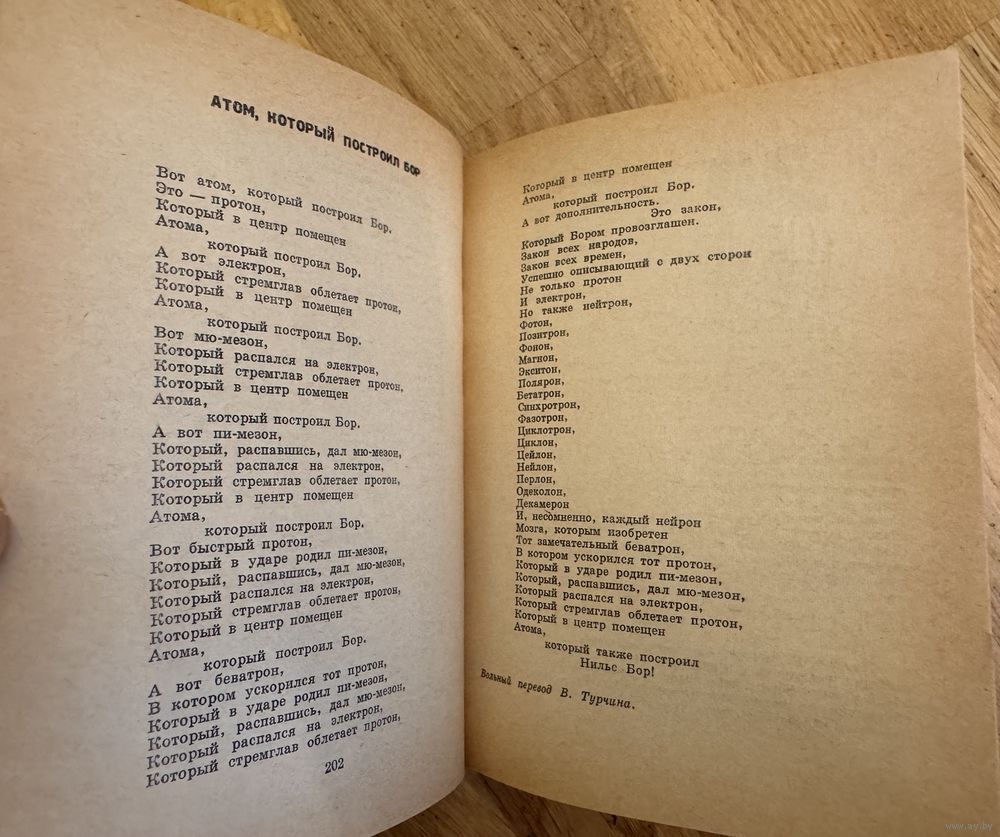 АТОМ, КОТОРЫЙ ПОСТРОИЛ БОР
Вот атом, который построил Бор.
Это — протон,
Который в центр помещен
Атома,
который построил Бор.
А вот электрон,
Который стремглав облетает протон,
Который в центр помещен
Атома,
который построил Бор.
Вот мю-мезон,
Который распался на электрон,
Который стремглав облетает протон,
Который в центр помещен
Атома,
который построил Бор.
А вот пи-мезон,
Который, распавшись, дал мю-мезон,
Который распался на электрон,
Который стремглав облетает протон,
Который в центр помещен
Атома,
который построил Бор.
Вот быстрый протон,
Который в ударе родил пи-мезон,
Который, распавшись, дал мю-мезон,
Который распался на электрон,
Который стремглав облетает протон,
Который в центр помещен
Атома,
который построил Бор.
А вот беватрон,
В котором ускорился тот протон,
Который в ударе родил пи-мезон,
Который, распавшись, дал мю-мезон,
Который распался на электрон,
Который стремглав облетает протон,
202
Который в центр помещен
Атома,
который построил Бор.
А вот дополнительность.
Это закон,
Который Бором провозглашен.
Закон всех народов,
Закон всех времен,
Успешно описывающий с двух сторон
Не только протон
И электрон,
Но также нейтрон,
Фотон,
Позитрон,
Фонон,
Магнон,
Экситон,
Полярон,
Бетатрон,
Синхротрон,
Фазотрон,
Циклотрон,
Циклон,
Цейлон,
Нейлон,
Перлон,
Одеколон,
Декамерон
И, несомненно, каждый нейрон
Мозга, которым изобретен
Тот замечательный беватрон,
В котором ускорился тот протон,
Который в ударе родил пи-мезон,
Который, распавшись, дал мю-мезон,
Который распался на электрон,
Который стремглав облетает протон,
Который в центр помещен
Атома,
который также построил
Нильс Бор!
Вольный перевод В. Турчина.
www.ay.by